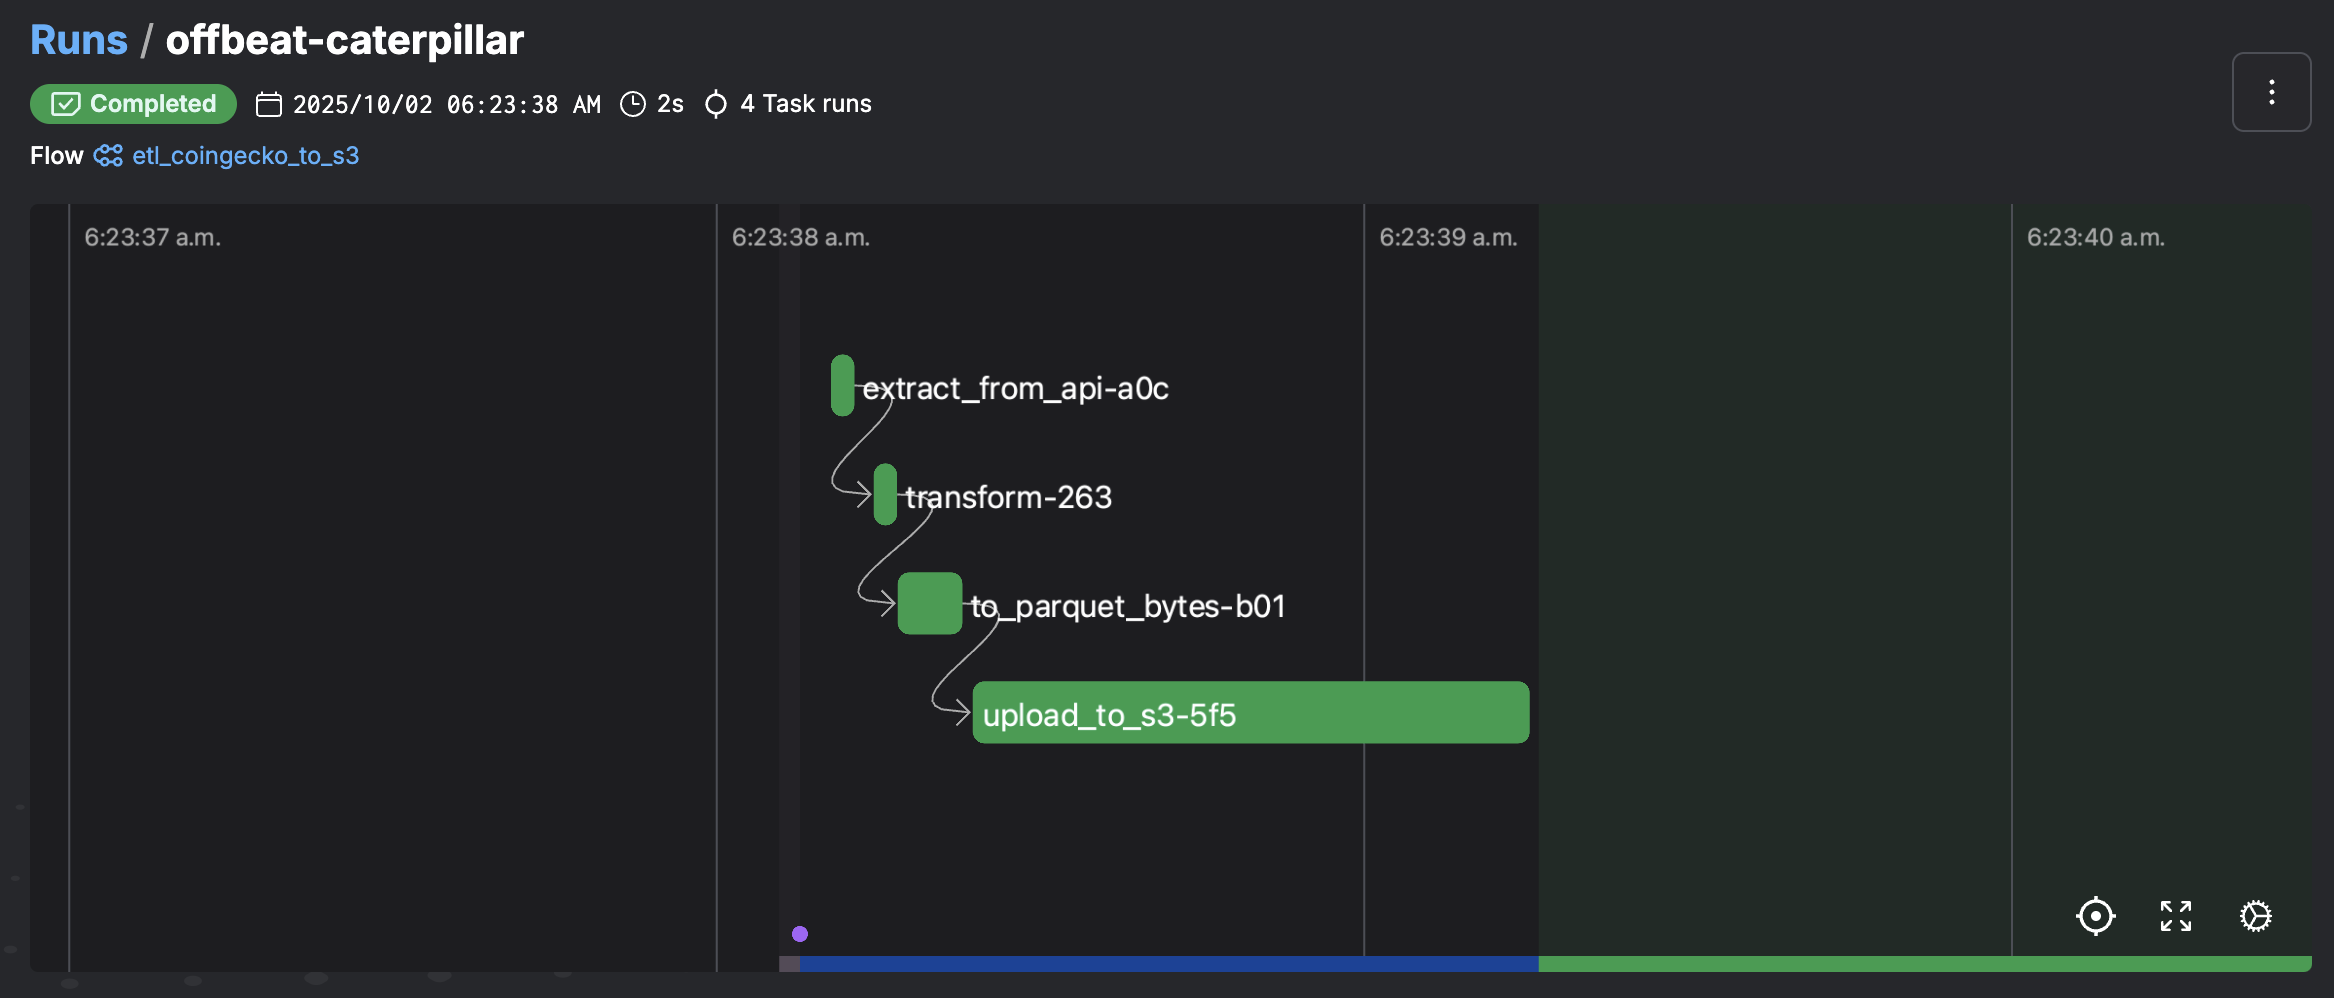 Runs / offbeat-caterpillar
Completed 2025/10/02 06:23:38 AM 2s 4 Task runs
Flow etl_coingecko_to_s3
6:23:37 a.m. 6:23:38 a.m. 6:23:39 a.m. 6:23:40 a.m.
extract_from_api-a0c
transform-263
to_parquet_bytes-b01
upload_to_s3-5f5